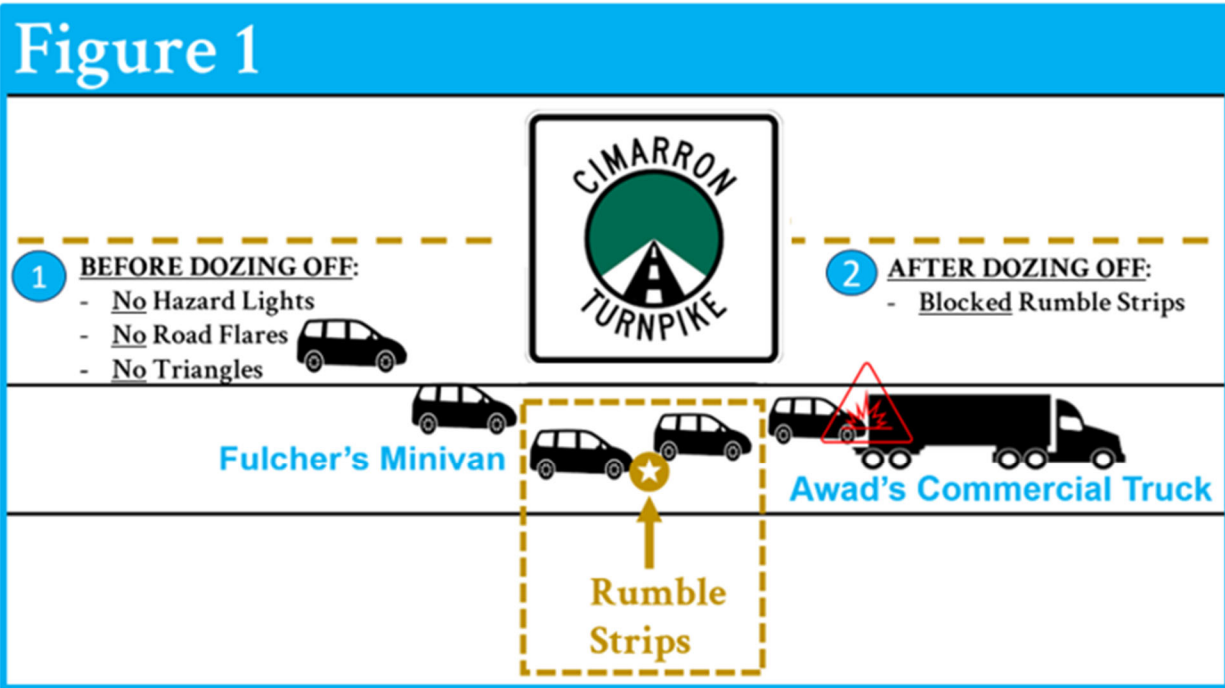 Figure 1
CIMARRON
TURNPIKE
1
BEFORE DOZING OFF:
- No Hazard Lights
- No Road Flares
- No Triangles
2
AFTER DOZING OFF:
- Blocked Rumble Strips
Fulcher's Minivan
Awad's Commercial Truck
Rumble
Strips